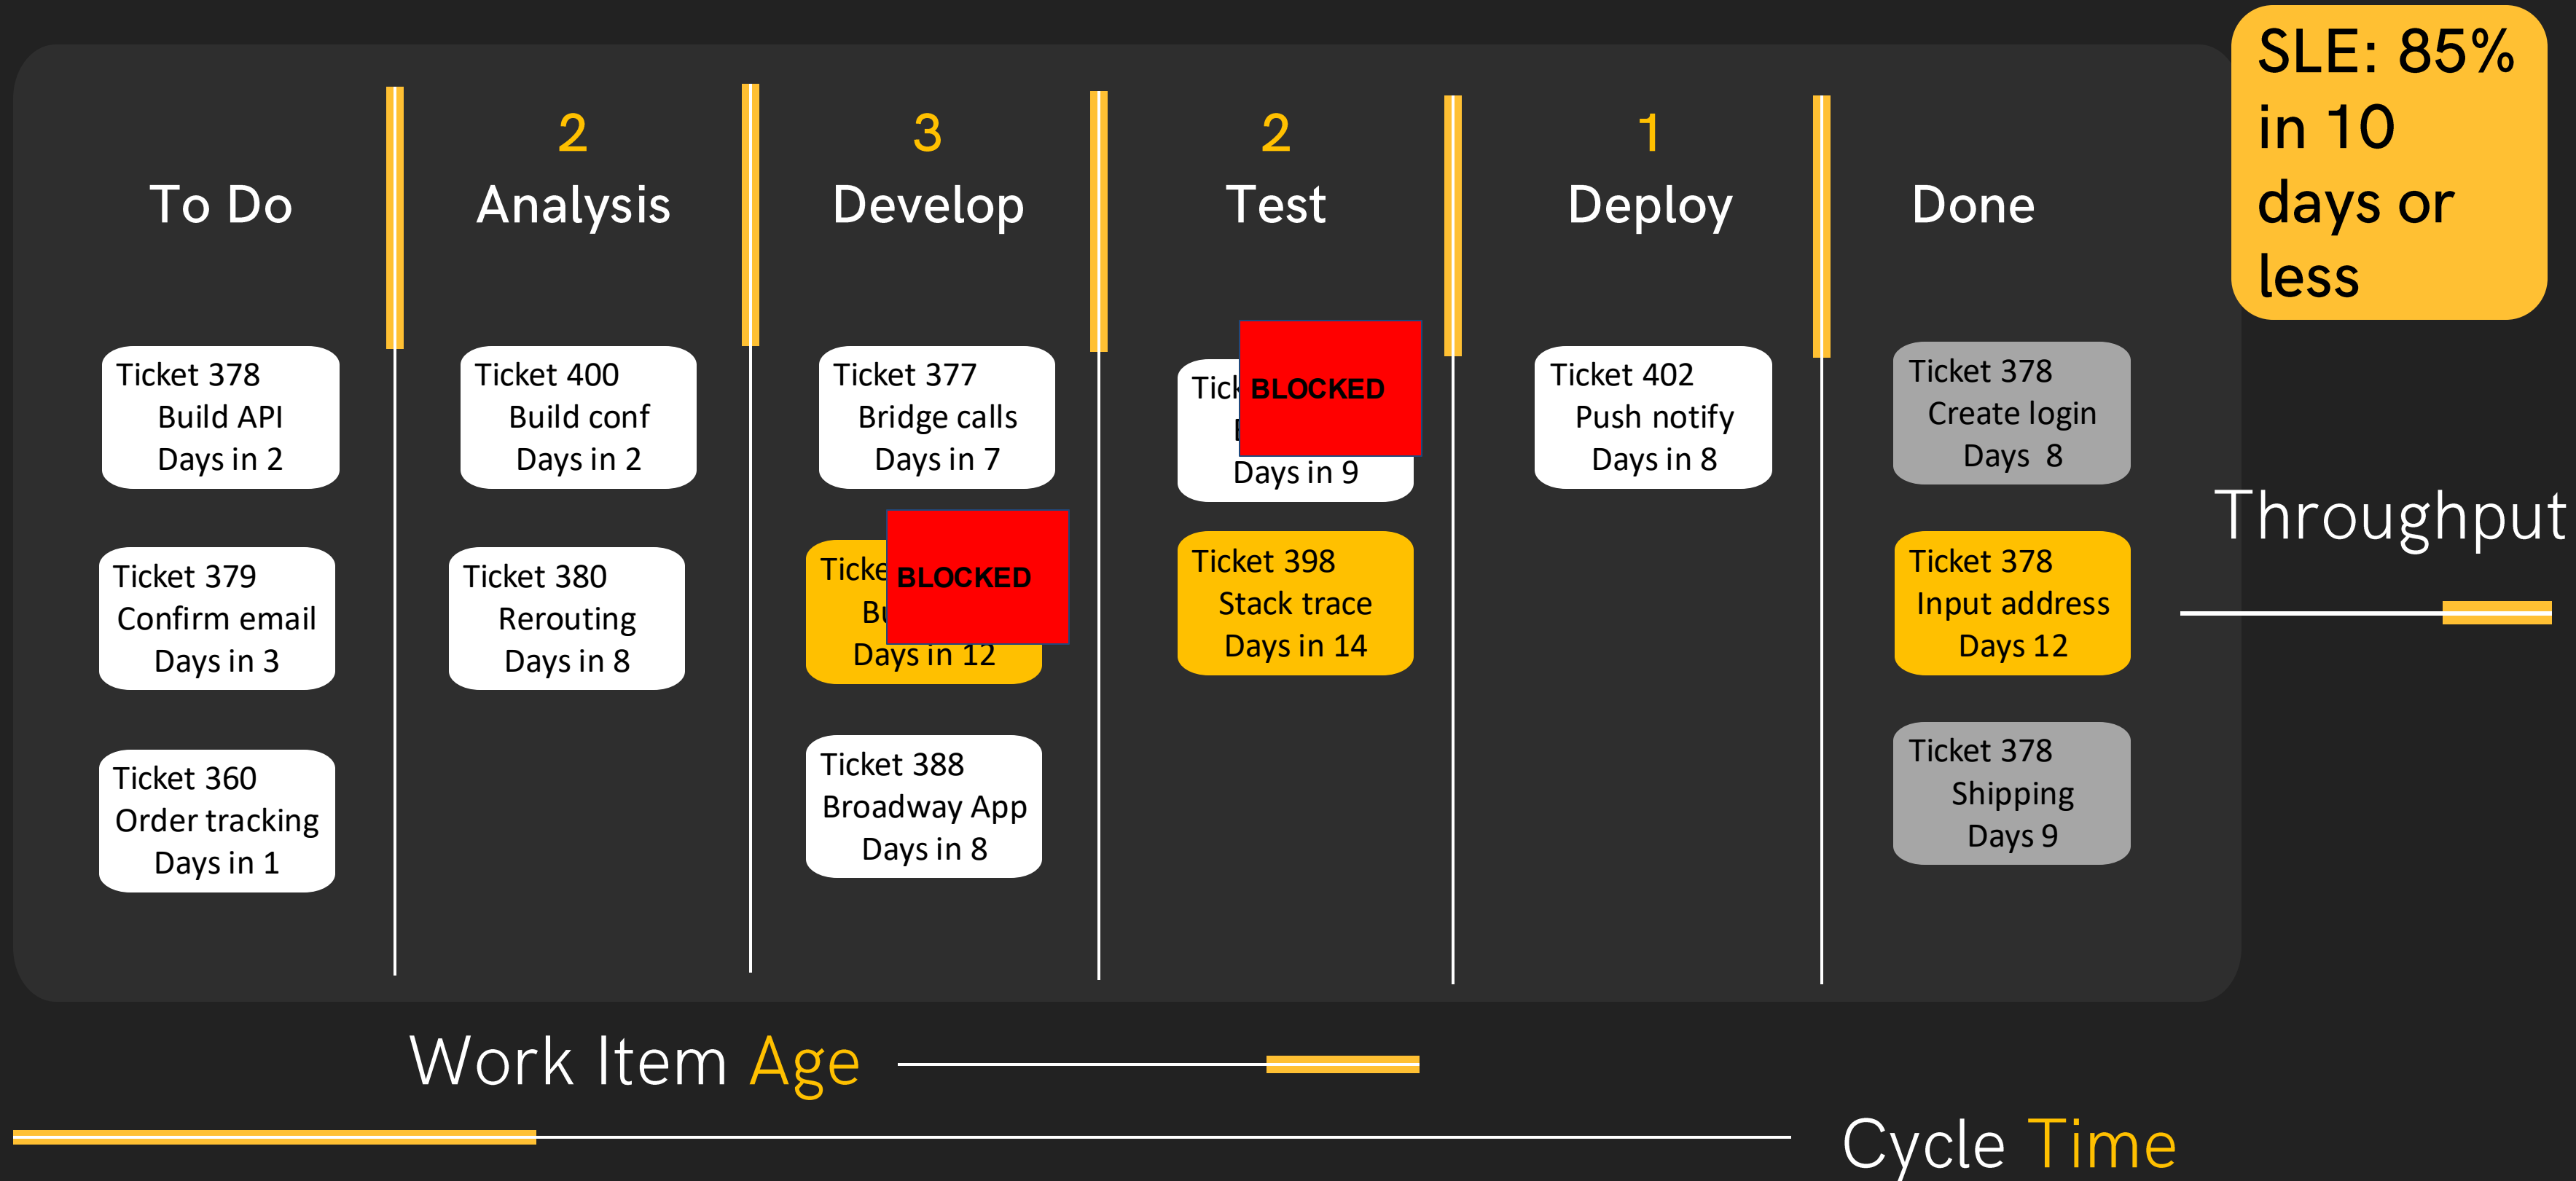 SLE: 85%
in 10
days or
less
To Do
2
Analysis
3
Develop
2
Test
1
Deploy
Done
Ticket 378
Build API
Days in 2
Ticket 379
Confirm email
Days in 3
Ticket 360
Order tracking
Days in 1
Ticket 400
Build conf
Days in 2
Ticket 380
Rerouting
Days in 8
Ticket 377
Bridge calls
Days in 7
BLOCKED
Days in 12
Ticket 388
Broadway App
Days in 8
BLOCKED
Days in 9
Ticket 398
Stack trace
Days in 14
Ticket 402
Push notify
Days in 8
Ticket 378
Create login
Days 8
Ticket 378
Input address
Days 12
Ticket 378
Shipping
Days 9
Throughput
Work Item Age
Cycle Time